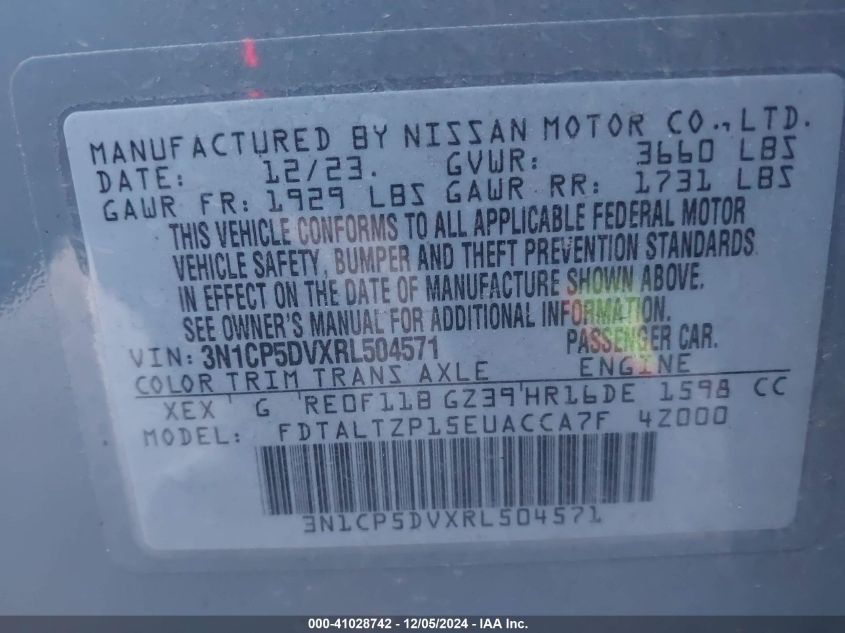 MANUFACTURED BY NISSAN MOTOR CO., LTD.
DATE: 12/23. GVWR: 3660 LBS
GAWR FR: 1929 LBS GAWR RR: 1731 LBS
THIS VEHICLE CONFORMS TO ALL APPLICABLE FEDERAL MOTOR
VEHICLE SAFETY, BUMPER AND THEFT PREVENTION STANDARDS
IN EFFECT ON THE DATE OF MANUFACTURE SHOWN ABOVE.
SEE OWNER'S MANUAL FOR ADDITIONAL INFORMATION.
VIN: 3N1CP5DVXRL504571 PASSENGER CAR.
COLOR TRIM TRANS AXLE ENGINE
XEX ' G RE0F11B GZ39 ' HR16DE 1598 CC
MODEL: FDTALTZP15EUACCA7F 4Z000
3N1CP5DVXRL504571
000-41028742 - 12/05/2024 - IAA Inc.